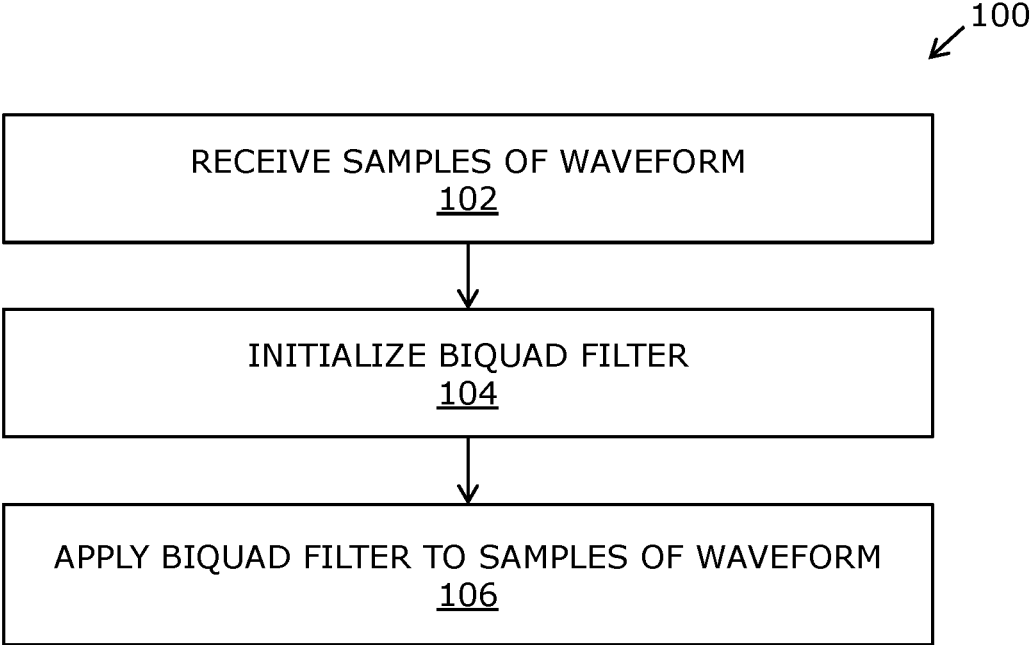 100
RECEIVE SAMPLES OF WAVEFORM
102
INITIALIZE BIQUAD FILTER
104
APPLY BIQUAD FILTER TO SAMPLES OF WAVEFORM
106